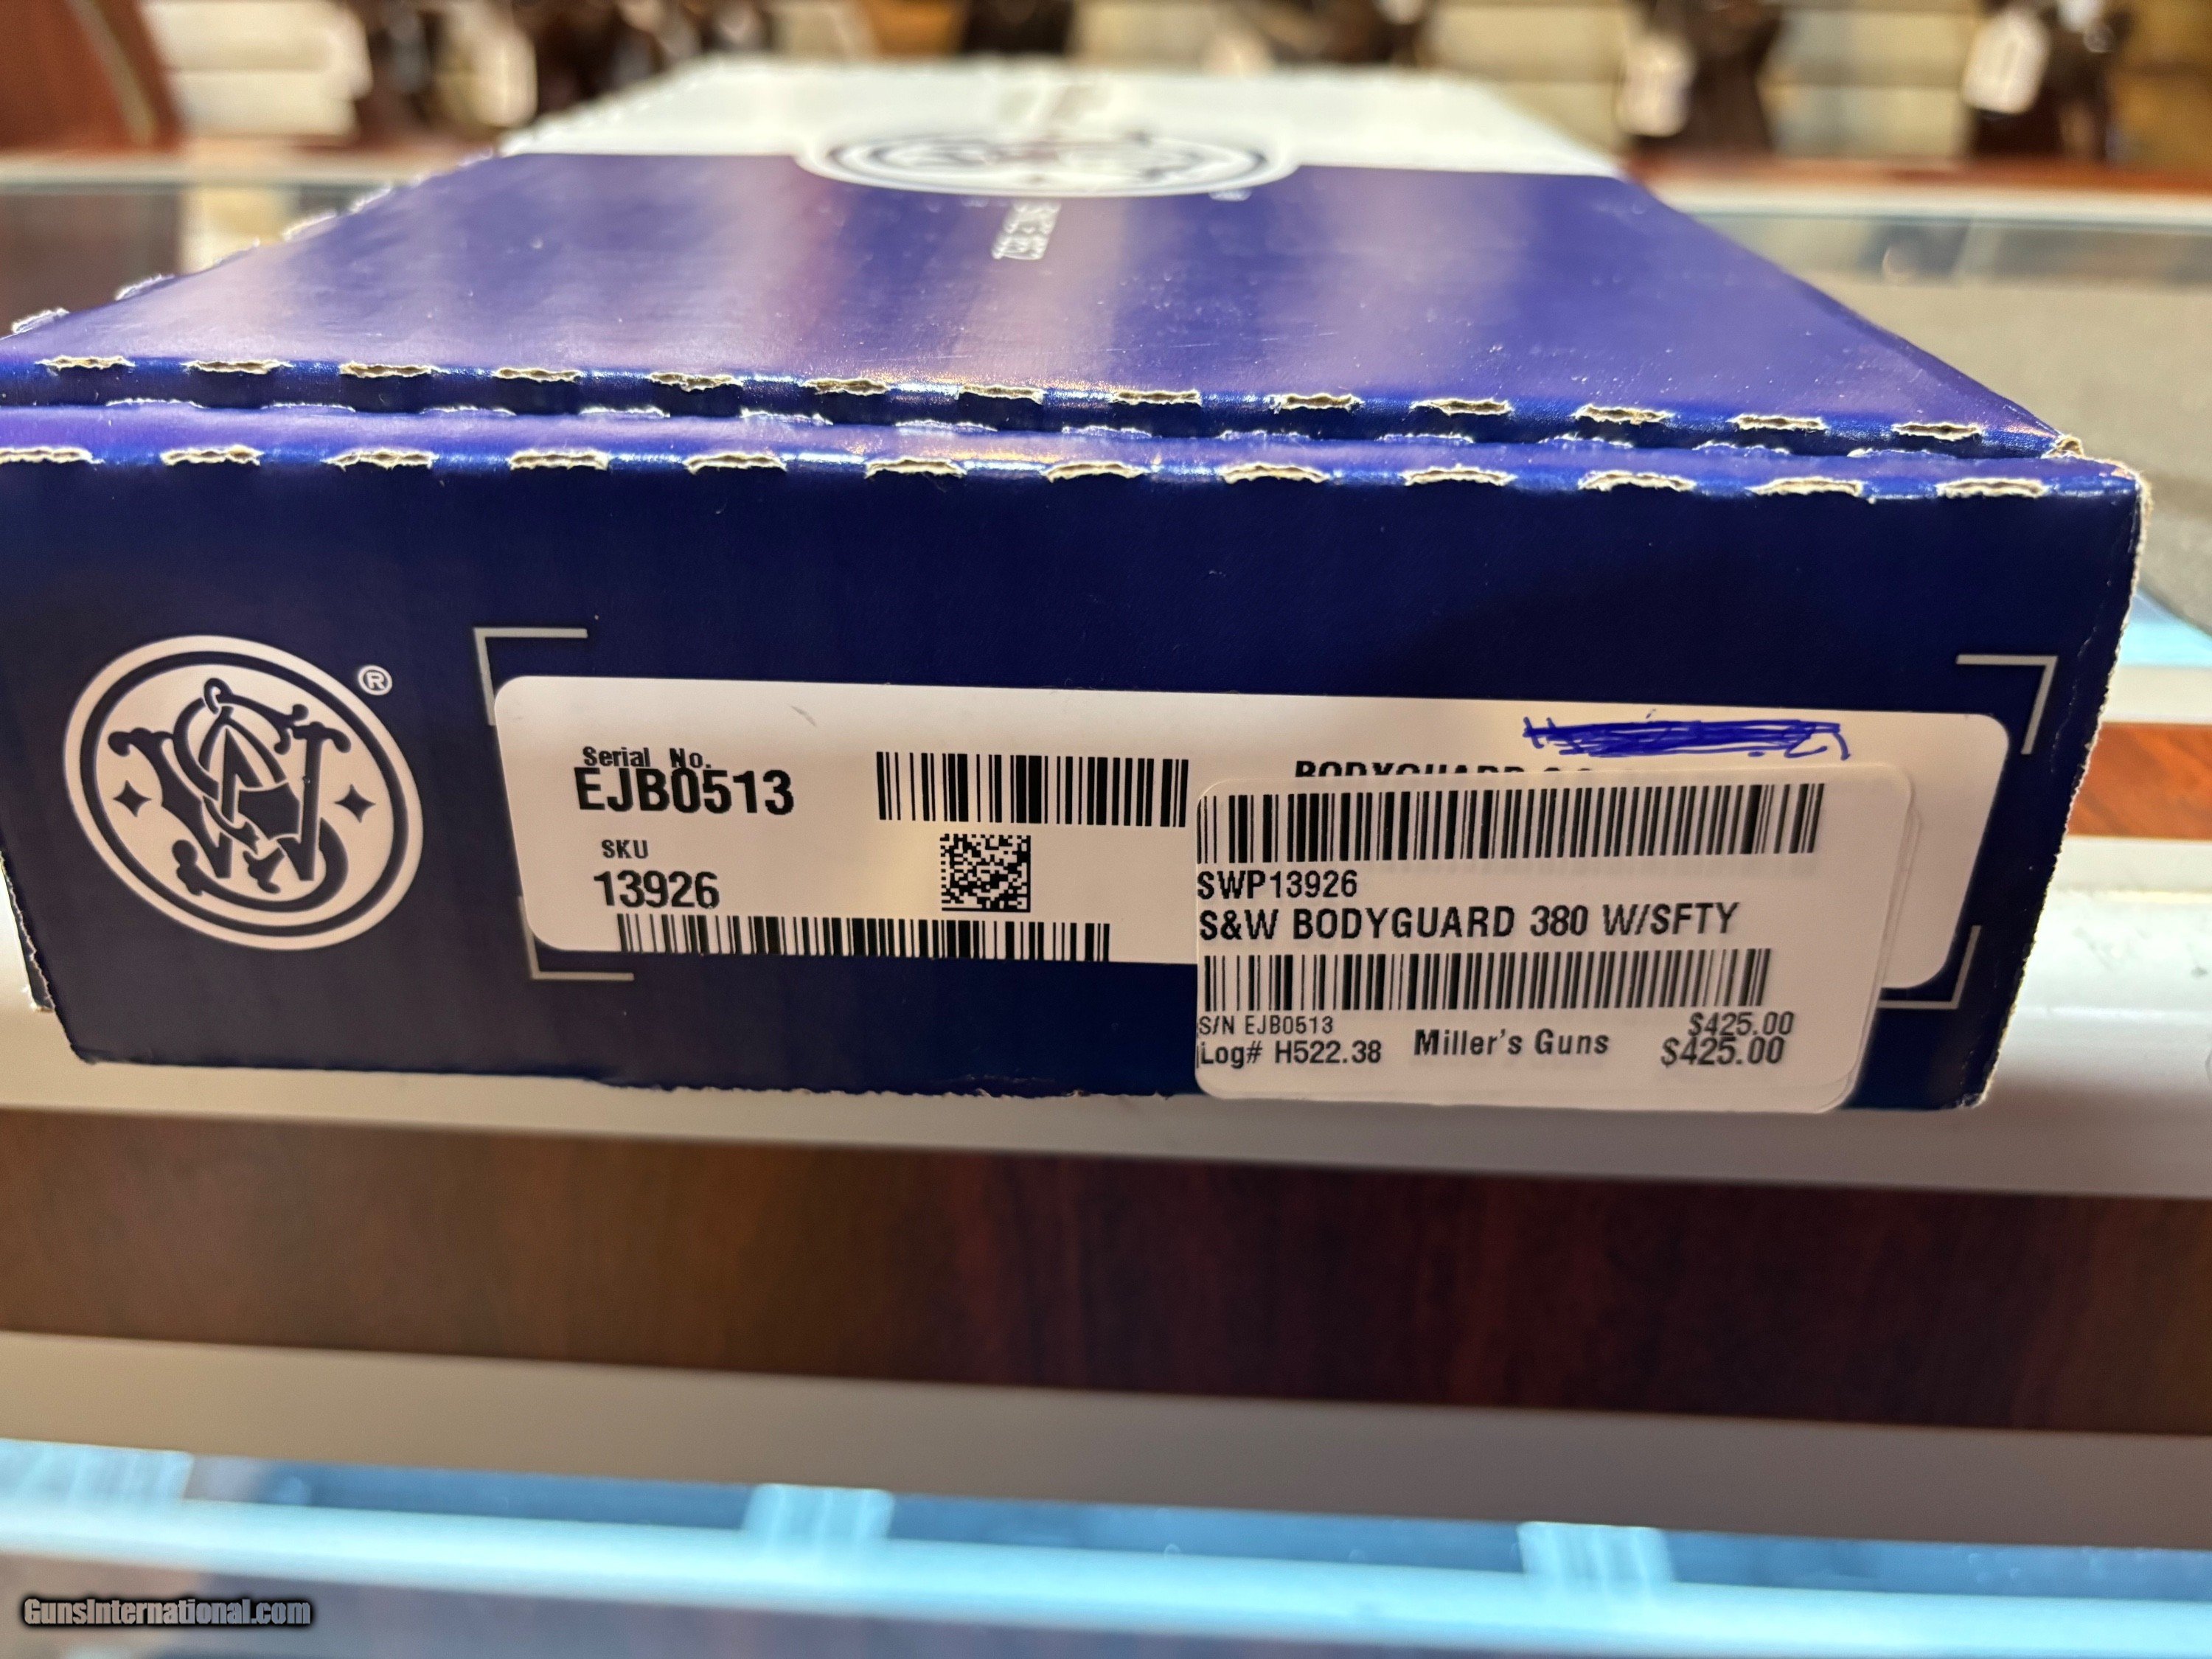 ®
Serial No.
EJB0513
SKU
13926
BODYGUARD
SWP13926
S&W BODYGUARD 380 W/SFTY
S/N EJB0513
$425.00
Log# H522.38 Miller's Guns $425.00
GunsInternational.com